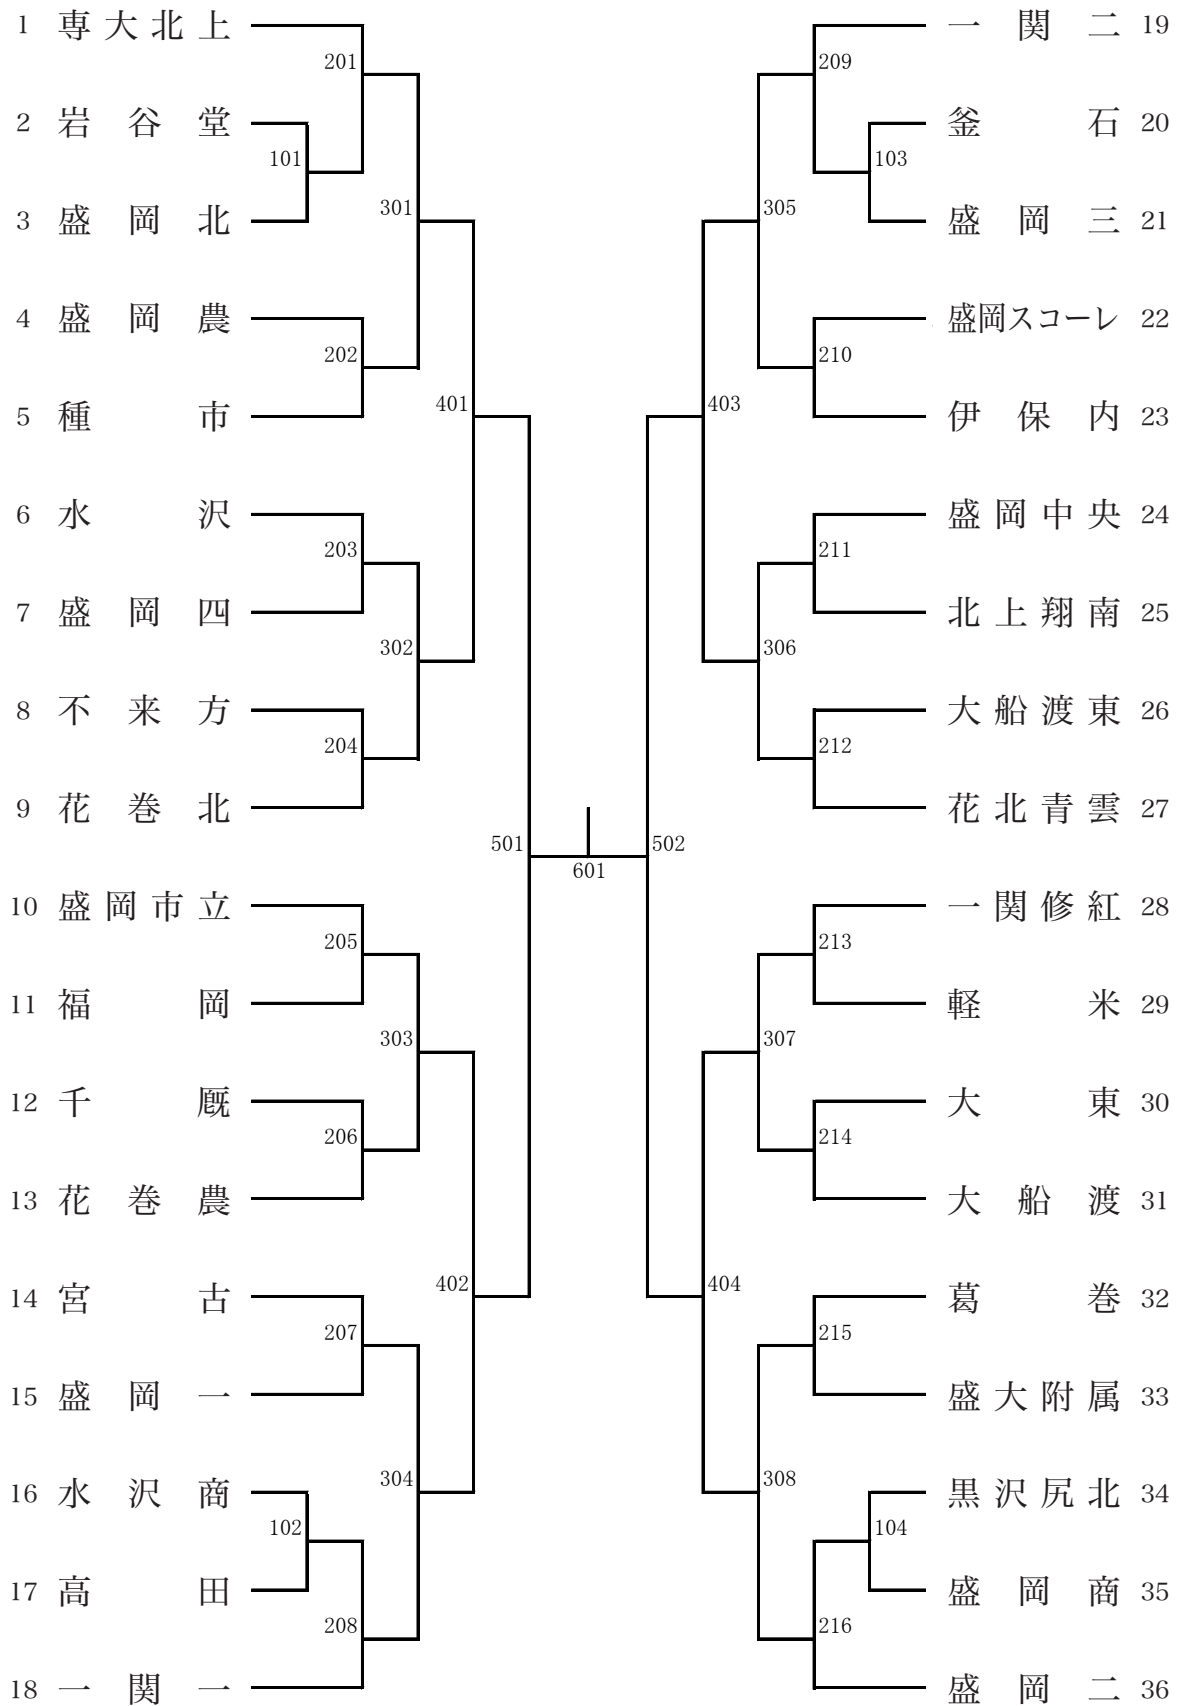 1 専大北上
201
2 岩谷堂
101
3 盛岡北
301
4 盛岡農
202
5 種市
401
6 水沢
203
7 盛岡四
302
8 不来方
204
9 花巻北
501
10 盛岡市立
205
11 福岡
303
12 千厩
206
13 花巻農
402
14 宮古
207
15 盛岡一
304
16 水沢商
102
17 高田
208
18 一関一
601
一関二 19
209
釜石 20
103
盛岡三 21
305
盛岡スコーレ 22
210
伊保内 23
403
盛岡中央 24
211
北上翔南 25
306
大船渡東 26
212
花北青雲 27
502
一関修紅 28
213
軽米 29
307
大東 30
214
大船渡 31
404
葛巻 32
215
盛大附属 33
308
黒沢尻北 34
104
盛岡商 35
216
盛岡二 36